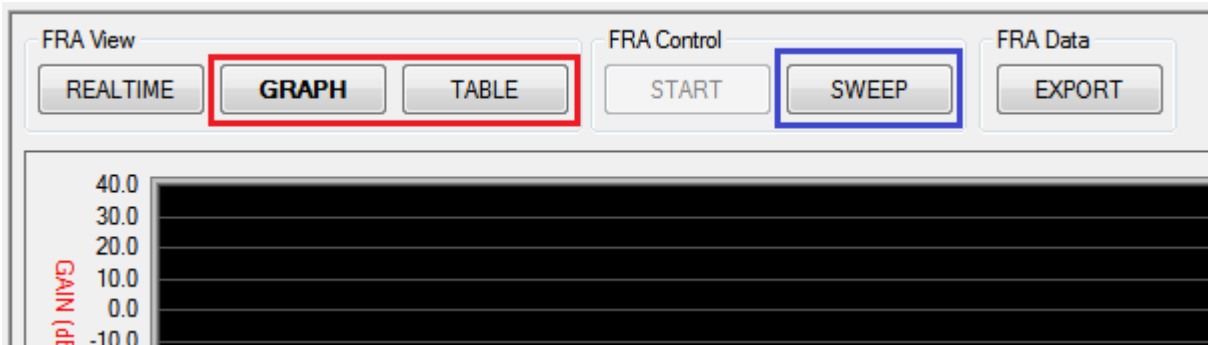 FRA View FRA Control FRA Data
REALTIME GRAPH TABLE START SWEEP EXPORT
40.0
30.0
20.0
10.0
0.0
-10.0
GAIN (dB